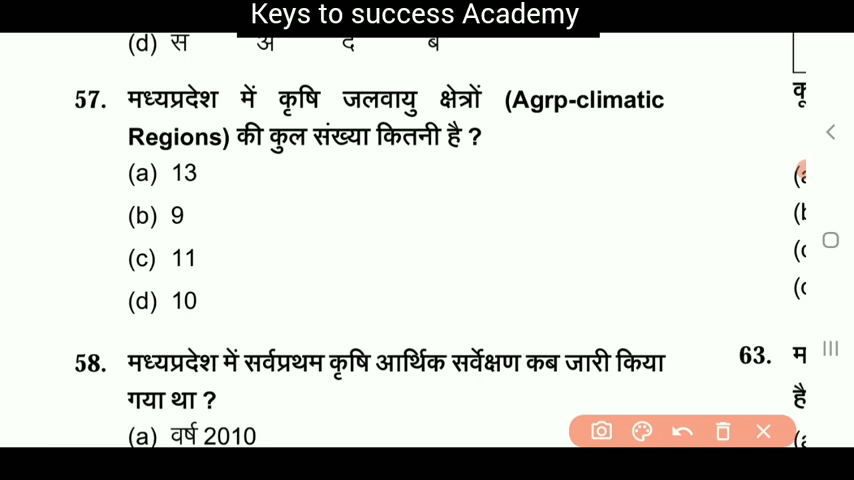 Keys to success Academy
(d) स अ द ब
57. मध्यप्रदेश में कृषि जलवायु क्षेत्रों (Agrp-climatic
Regions) की कुल संख्या कितनी है ?
(a) 13
(b) 9
(c) 11
(d) 10
58. मध्यप्रदेश में सर्वप्रथम कृषि आर्थिक सर्वेक्षण कब जारी किया
गया था ?
(a) वर्ष 2010
63. म
है